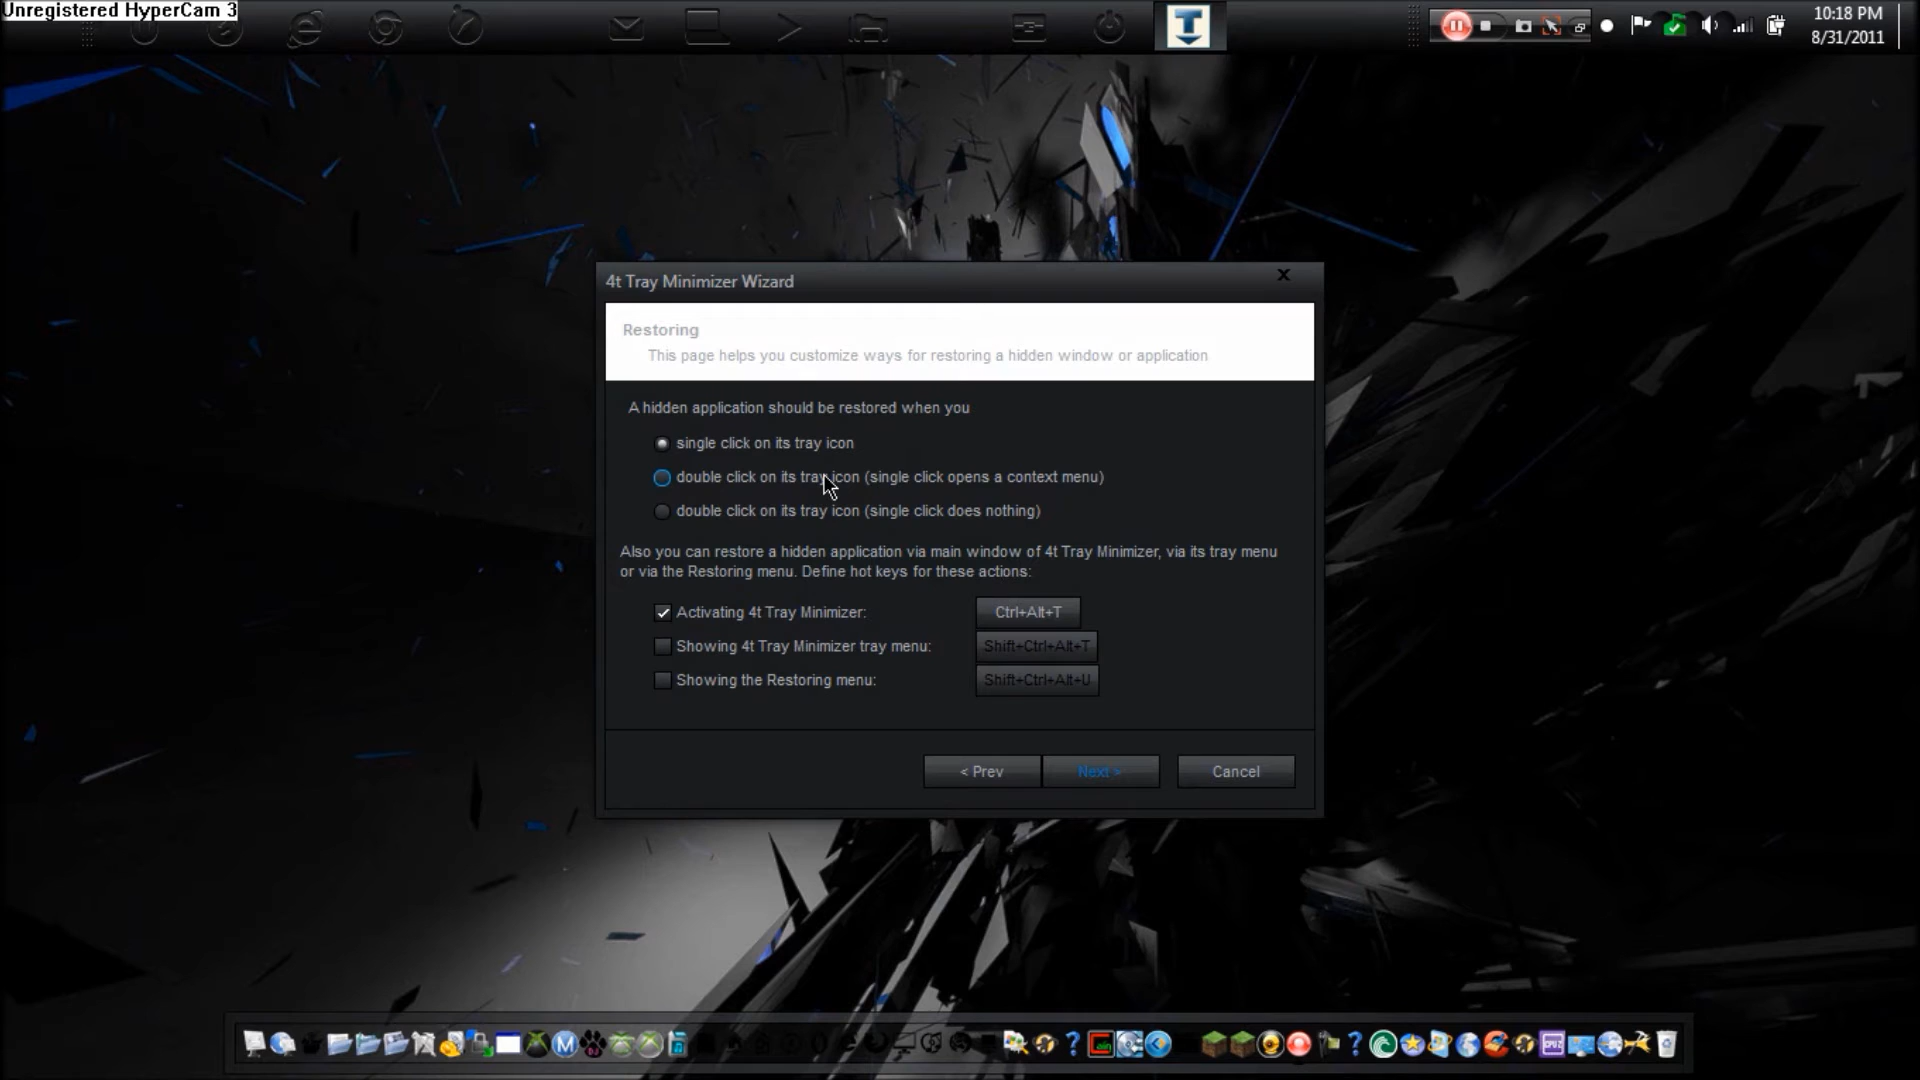 Unregistered HyperCam 3
10:18 PM
8/31/2011
4t Tray Minimizer Wizard
Restoring
This page helps you customize ways for restoring a hidden window or application
A hidden application should be restored when you
single click on its tray icon
double click on its tray icon (single click opens a context menu)
double click on its tray icon (single click does nothing)
Also you can restore a hidden application via main window of 4t Tray Minimizer, via its tray menu
or via the Restoring menu. Define hot keys for these actions:
Activating 4t Tray Minimizer: Ctrl+Alt+T
Showing 4t Tray Minimizer tray menu: Shift+Ctrl+Alt+T
Showing the Restoring menu: Shift+Ctrl+Alt+U
< Prev Next > Cancel